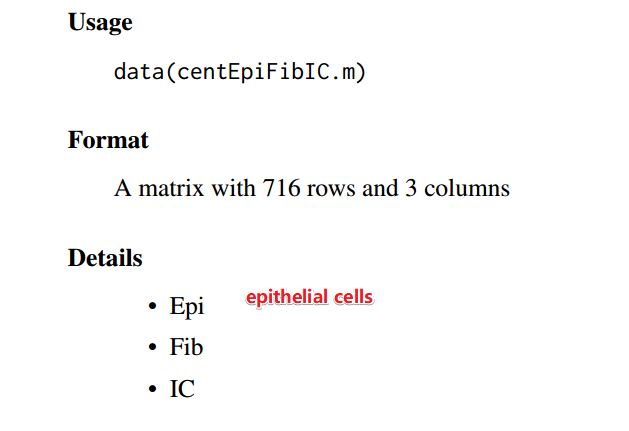 Usage
data(centEpiFibIC.m)
Format
A matrix with 716 rows and 3 columns
Details
• Epi epithelial cells
• Fib
• IC